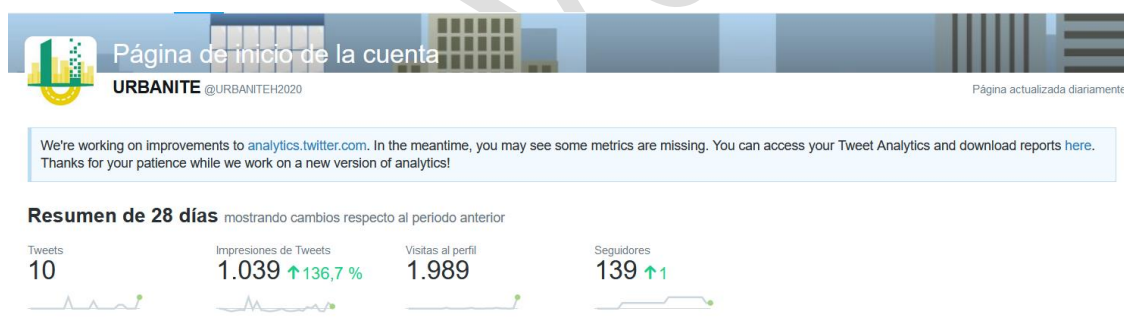 Página de inicio de la cuenta
URBANITE @URBANITEH2020
Página actualizada diariamente
We're working on improvements to analytics.twitter.com. In the meantime, you may see some metrics are missing. You can access your Tweet Analytics and download reports here.
Thanks for your patience while we work on a new version of analytics!
Resumen de 28 días mostrando cambios respecto al periodo anterior
Tweets
10
Impresiones de Tweets
1.039 ↑136,7 %
Visitas al perfil
1.989
Seguidores
139 ↑1